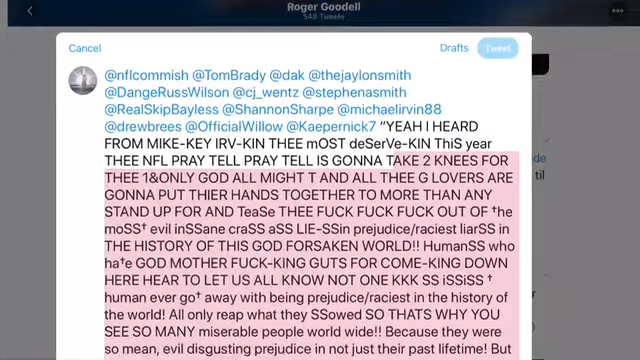 Roger Goodell
549 Tweets
Cancel
Drafts
Tweet
@nflcommish @TomBrady @dak @thejaylonsmith
@DangeRussWilson @cj_wentz @stephenasmith
@RealSkipBayless @ShannonSharpe @michaelirvin88
@drewbrees @OfficialWillow @Kaepernick7 “YEAH I HEARD
FROM MIKE-KEY IRV-KIN THEE mOST deSerVe-KIN ThiS year
THEE NFL PRAY TELL PRAY TELL IS GONNA TAKE 2 KNEES FOR
THEE 1&ONLY GOD ALL MIGHT T AND ALL THEE G LOVERS ARE
GONNA PUT THIER HANDS TOGETHER TO MORE THAN ANY
STAND UP FOR AND TeaSe THEE FUCK FUCK FUCK OUT OF †he
moSS† evil inSSane craSS aSS LIE-SSin prejudice/raciest liarSS in
THE HISTORY OF THIS GOD FORSAKEN WORLD!! HumanSS who
ha†e GOD MOTHER FUCK-KING GUTS FOR COME-KING DOWN
HERE HEAR TO LET US ALL KNOW NOT ONE KKK SS iSSiSS †
human ever go† away with being prejudice/raciest in the history of
the world! All only reap what they SSowed SO THATS WHY YOU
SEE SO MANY miserable people world wide!! Because they were
so mean, evil disgusting prejudice in not just their past lifetime! But
de
til